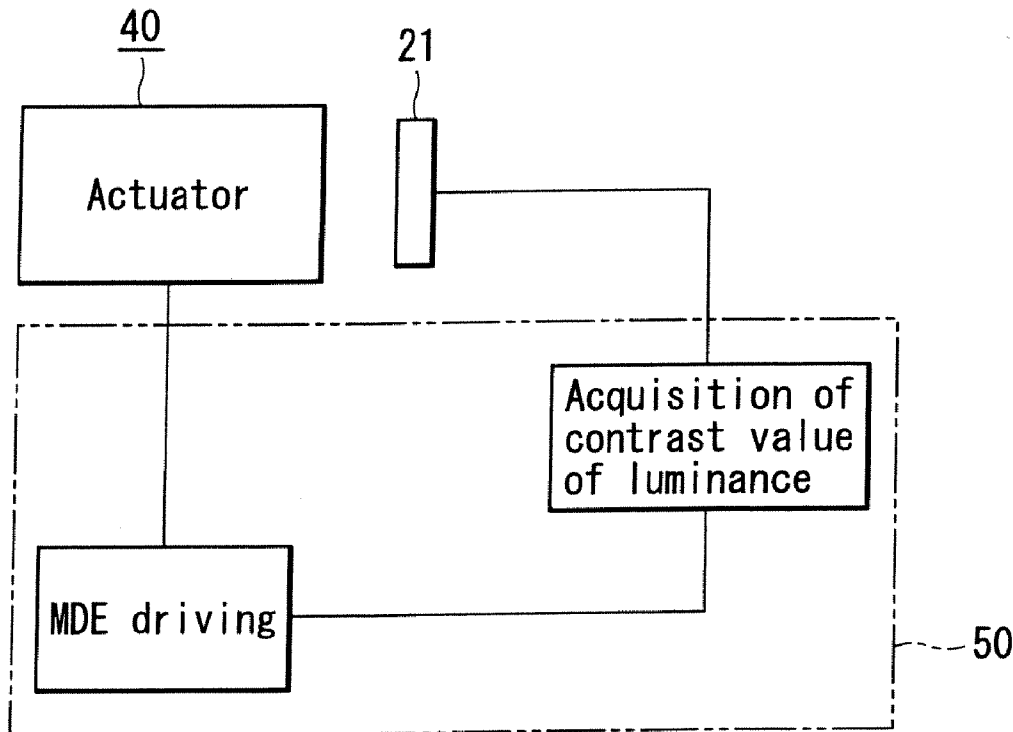 40
21
Actuator
Acquisition of
contrast value
of luminance
MDE driving
50